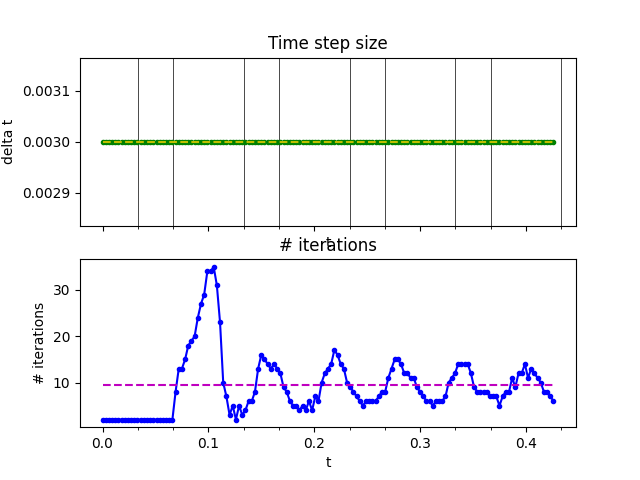 Time step size
0.0031
0.0030
0.0029
delta t
t
# iterations
30
20
10
# iterations
0.0
0.1
0.2
0.3
0.4
t